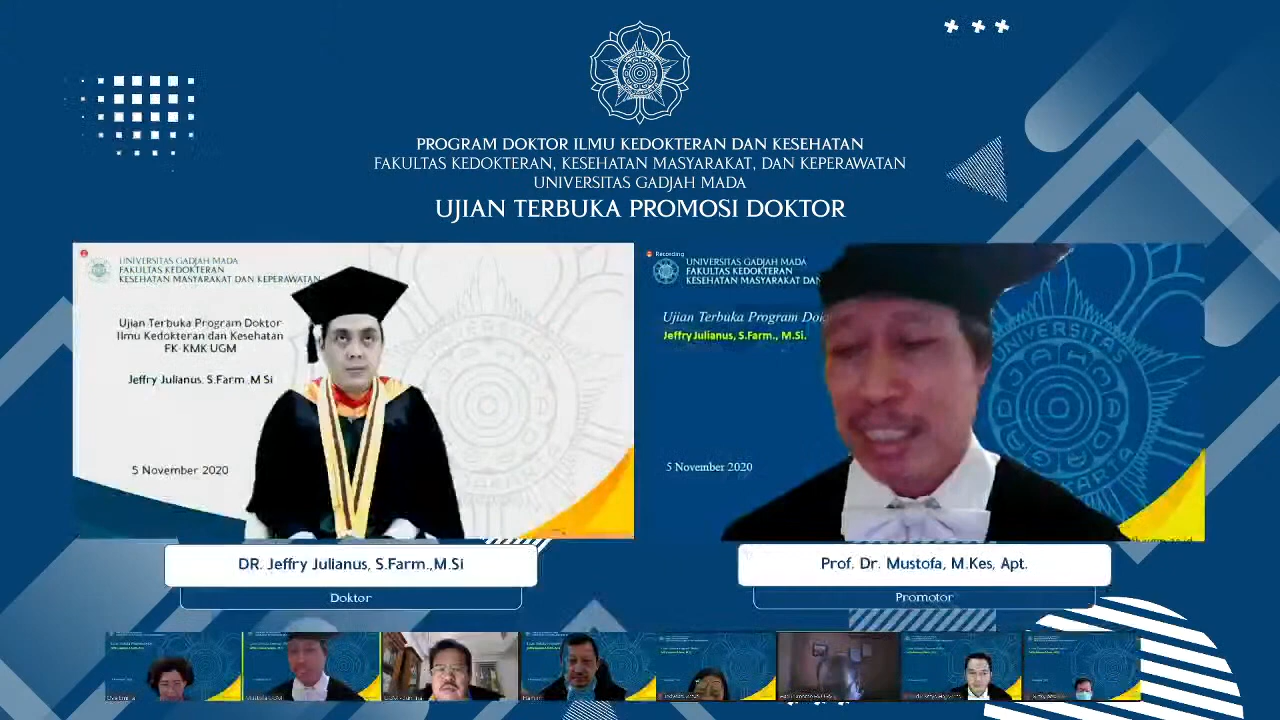 PROGRAM DOKTOR ILMU KEDOKTERAN DAN KESEHATAN
FAKULTAS KEDOKTERAN, KESEHATAN MASYARAKAT, DAN KEPERAWATAN
UNIVERSITAS GADJAH MADA
UJIAN TERBUKA PROMOSI DOKTOR
UNIVERSITAS GADJAH MADA
FAKULTAS KEDOKTERAN
KESEHATAN MASYARAKAT DAN KEPERAWATAN
Ujian Terbuka Program Doktor
Ilmu Kedokteran dan Kesehatan
FK-KMK UGM
Jeffry Julianus, S.Farm.,M.Si
5 November 2020
Recording
UNIVERSITAS GADJAH MADA
FAKULTAS KEDOKTERAN
KESEHATAN MASYARAKAT DAN
Ujian Terbuka Program
Jeffry Julianus, S.Farm., M.Si.
5 November 2020
DR. Jeffry Julianus, S.Farm.,M.Si
Doktor
Prof. Dr. Mustofa, M.Kes, Apt.
Promotor